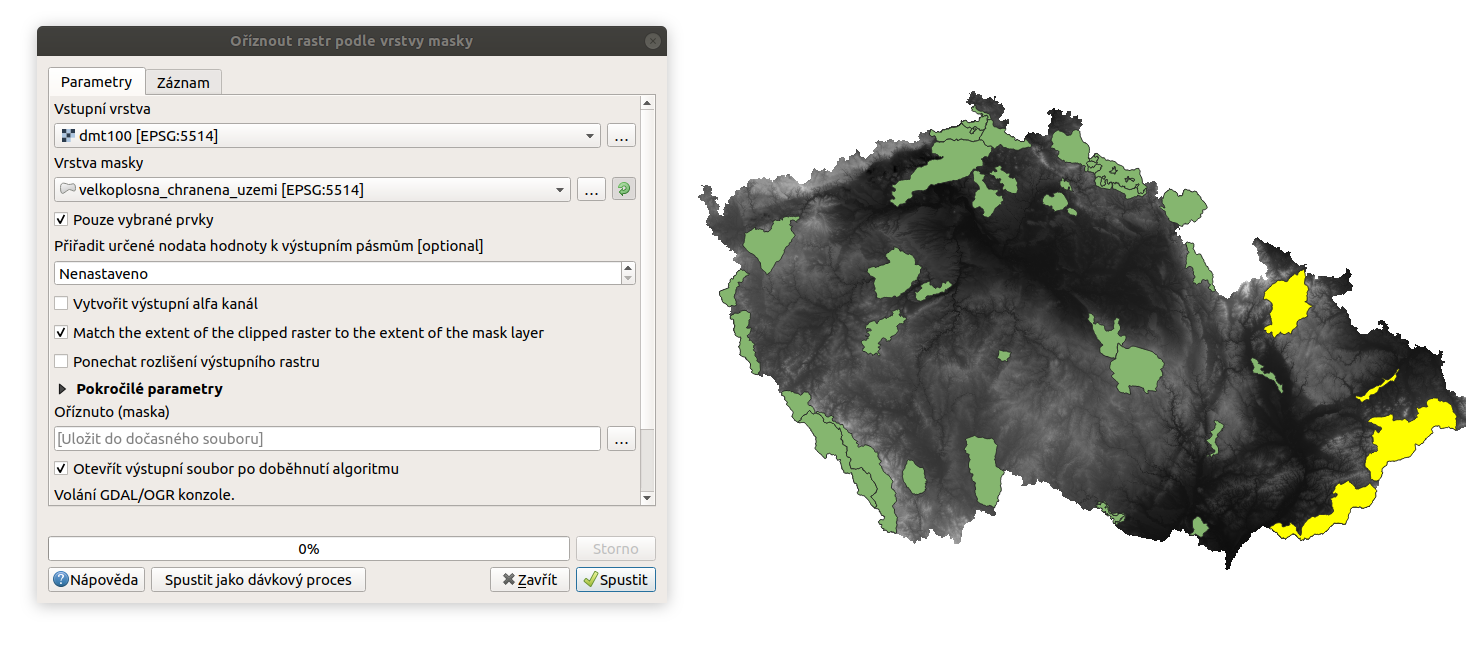 Oříznout rastr podle vrstvy masky
Parametry
Záznam
Vstupní vrstva
dmt100 [EPSG:5514]
...
Vrstva masky
velkoplosna_chranena_uzemi [EPSG:5514]
...
Pouze vybrané prvky
Přiřadit určené nodata hodnoty k výstupním pásmům [optional]
Nenastaveno
Vytvořit výstupní alfa kanál
Match the extent of the clipped raster to the extent of the mask layer
Ponechat rozlišení výstupního rastru
Pokročilé parametry
Oříznuto (maska)
[Uložit do dočasného souboru]
...
Otevřít výstupní soubor po doběhnutí algoritmu
Volání GDAL/OGR konzole.
0%
Storno
Nápověda
Spustit jako dávkový proces
Zavřít
Spustit